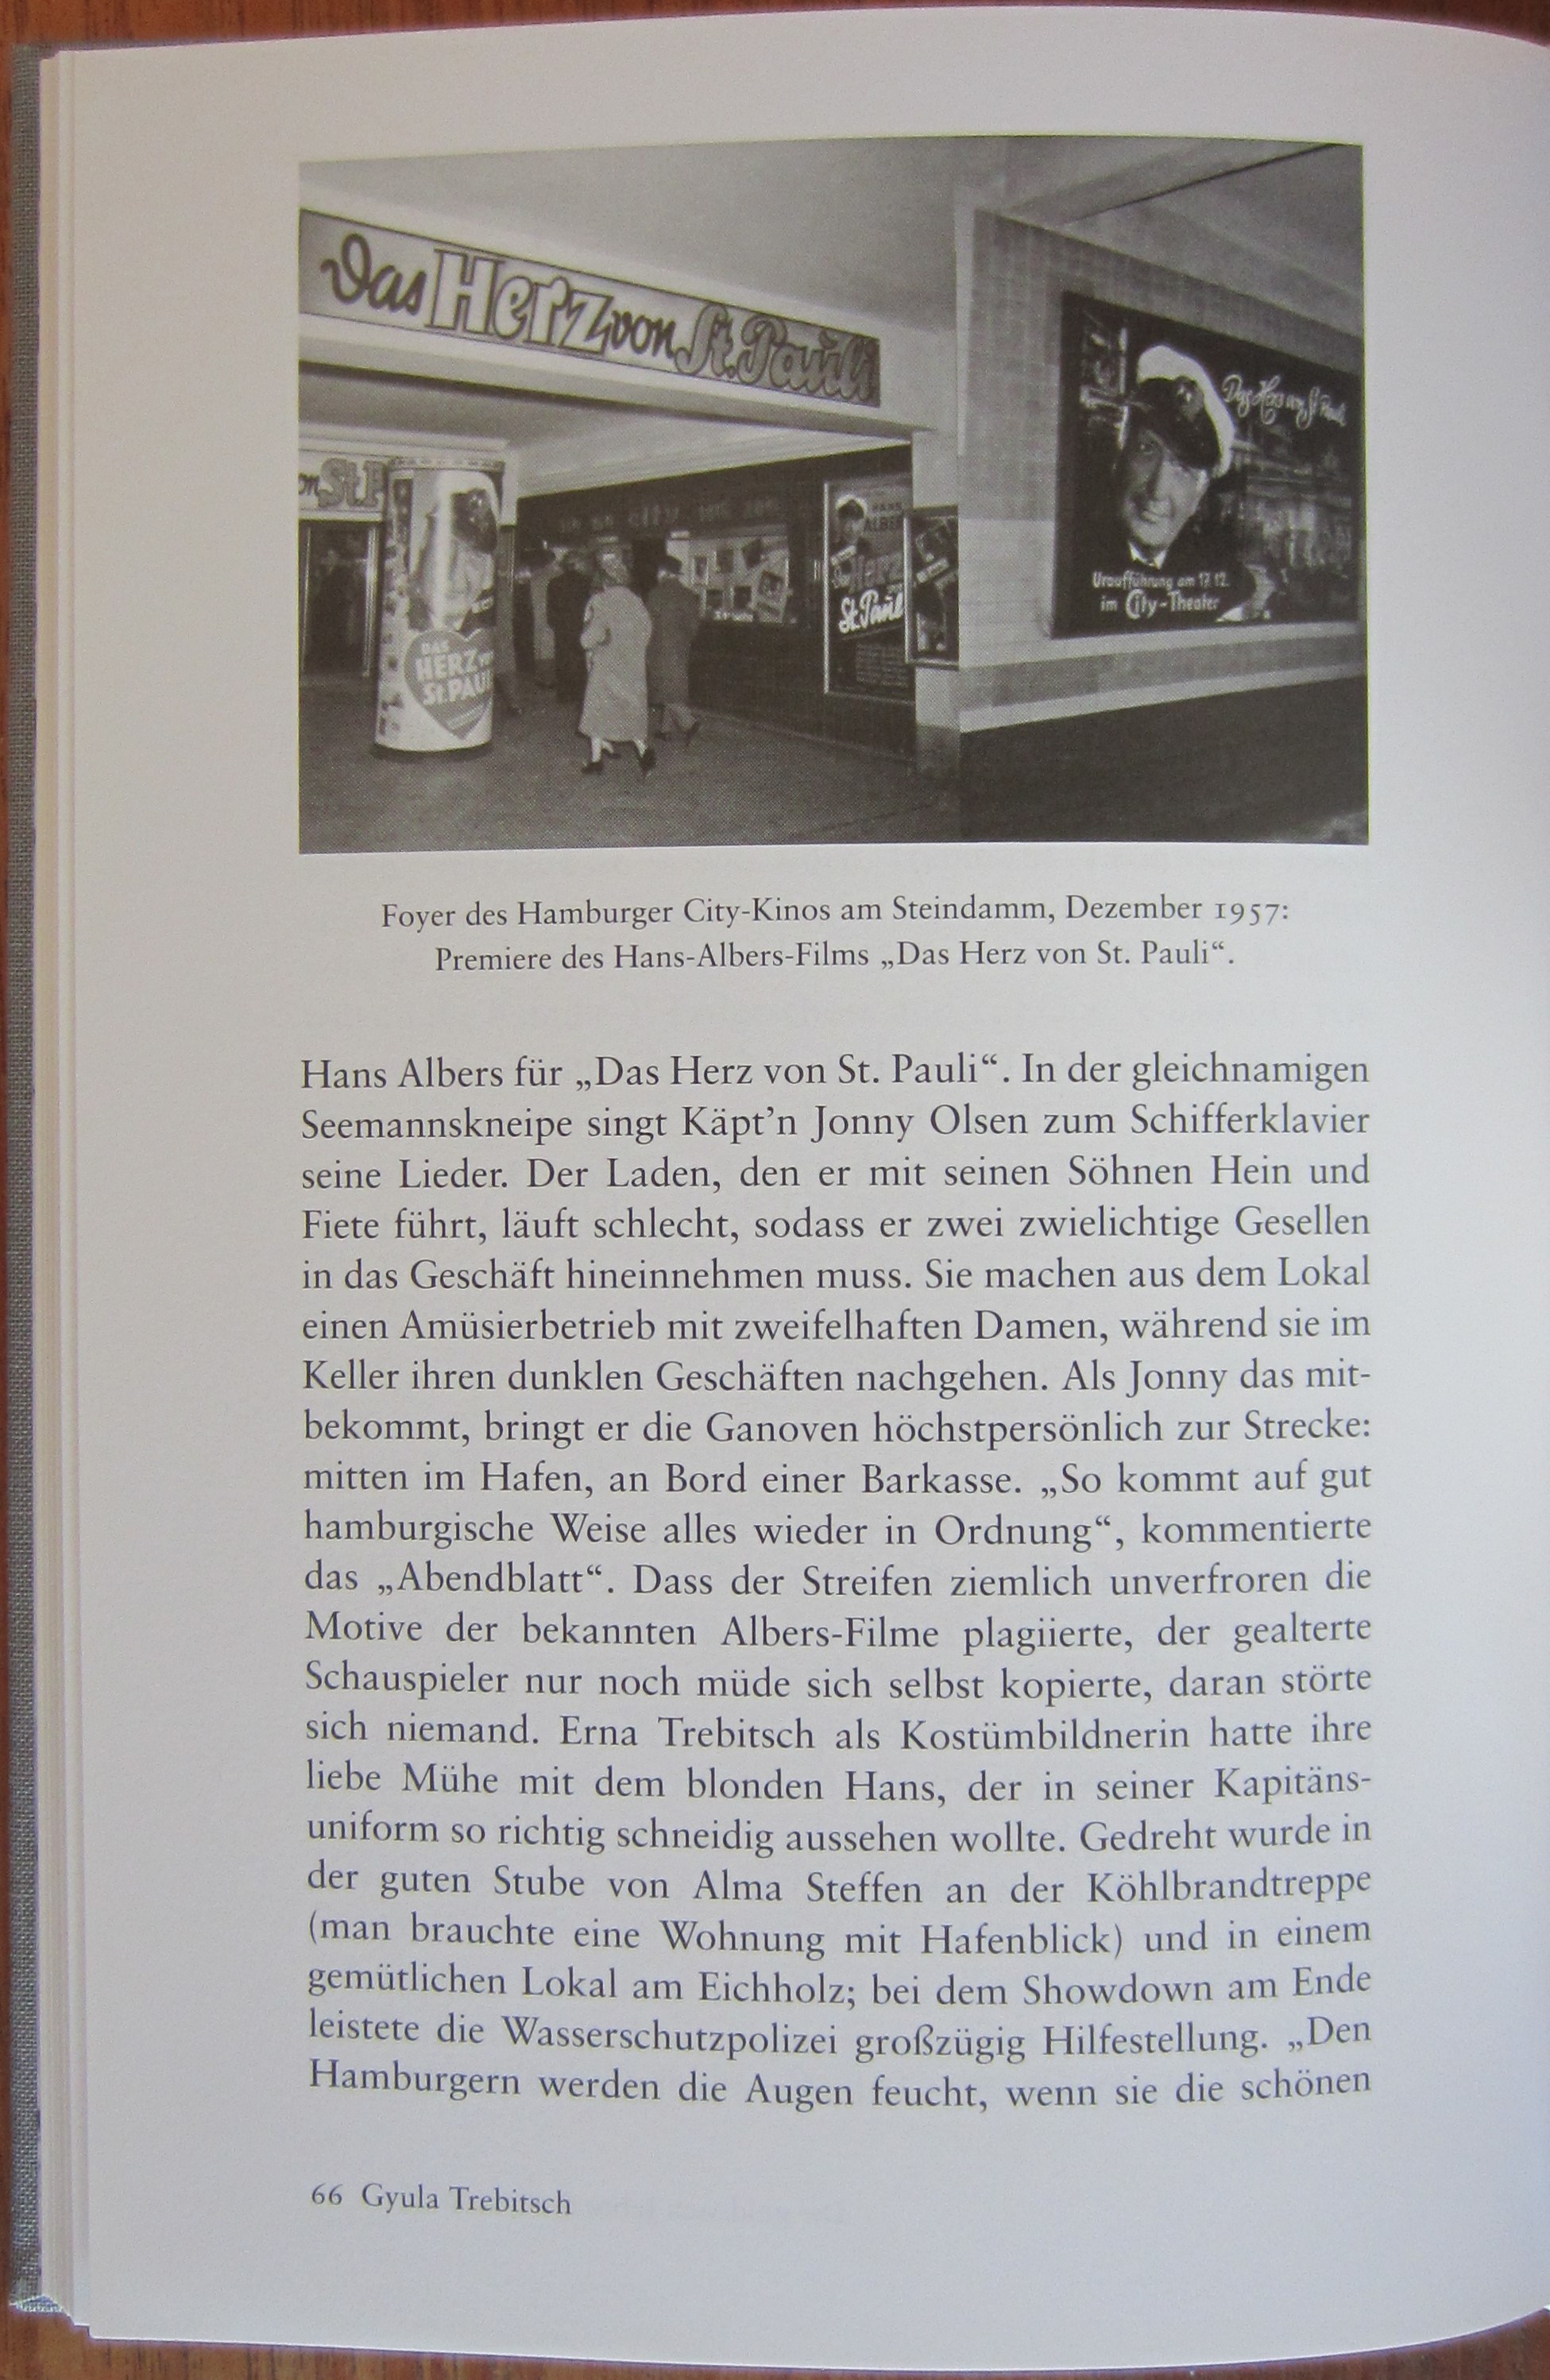 Das Herz von St. Pauli
on St. P
DAS
HERZ von
St. PAULI
ALBER
Herz
St. Pauli
Das Herz von St. Pauli
Uraufführung am 17.12.
im City-Theater
Foyer des Hamburger City-Kinos am Steindamm, Dezember 1957:
Premiere des Hans-Albers-Films „Das Herz von St. Pauli“.
Hans Albers für „Das Herz von St. Pauli“. In der gleichnamigen
Seemannskneipe singt Käpt’n Jonny Olsen zum Schifferklavier
seine Lieder. Der Laden, den er mit seinen Söhnen Hein und
Fiete führt, läuft schlecht, sodass er zwei zwielichtige Gesellen
in das Geschäft hineinnehmen muss. Sie machen aus dem Lokal
einen Amüsierbetrieb mit zweifelhaften Damen, während sie im
Keller ihren dunklen Geschäften nachgehen. Als Jonny das mit-
bekommt, bringt er die Ganoven höchstpersönlich zur Strecke:
mitten im Hafen, an Bord einer Barkasse. „So kommt auf gut
hamburgische Weise alles wieder in Ordnung“, kommentierte
das „Abendblatt“. Dass der Streifen ziemlich unverfroren die
Motive der bekannten Albers-Filme plagiierte, der gealterte
Schauspieler nur noch müde sich selbst kopierte, daran störte
sich niemand. Erna Trebitsch als Kostümbildnerin hatte ihre
liebe Mühe mit dem blonden Hans, der in seiner Kapitäns-
uniform so richtig schneidig aussehen wollte. Gedreht wurde in
der guten Stube von Alma Steffen an der Köhlbrandtreppe
(man brauchte eine Wohnung mit Hafenblick) und in einem
gemütlichen Lokal am Eichholz; bei dem Showdown am Ende
leistete die Wasserschutzpolizei großzügig Hilfestellung. „Den
Hamburgern werden die Augen feucht, wenn sie die schönen
66 Gyula Trebitsch